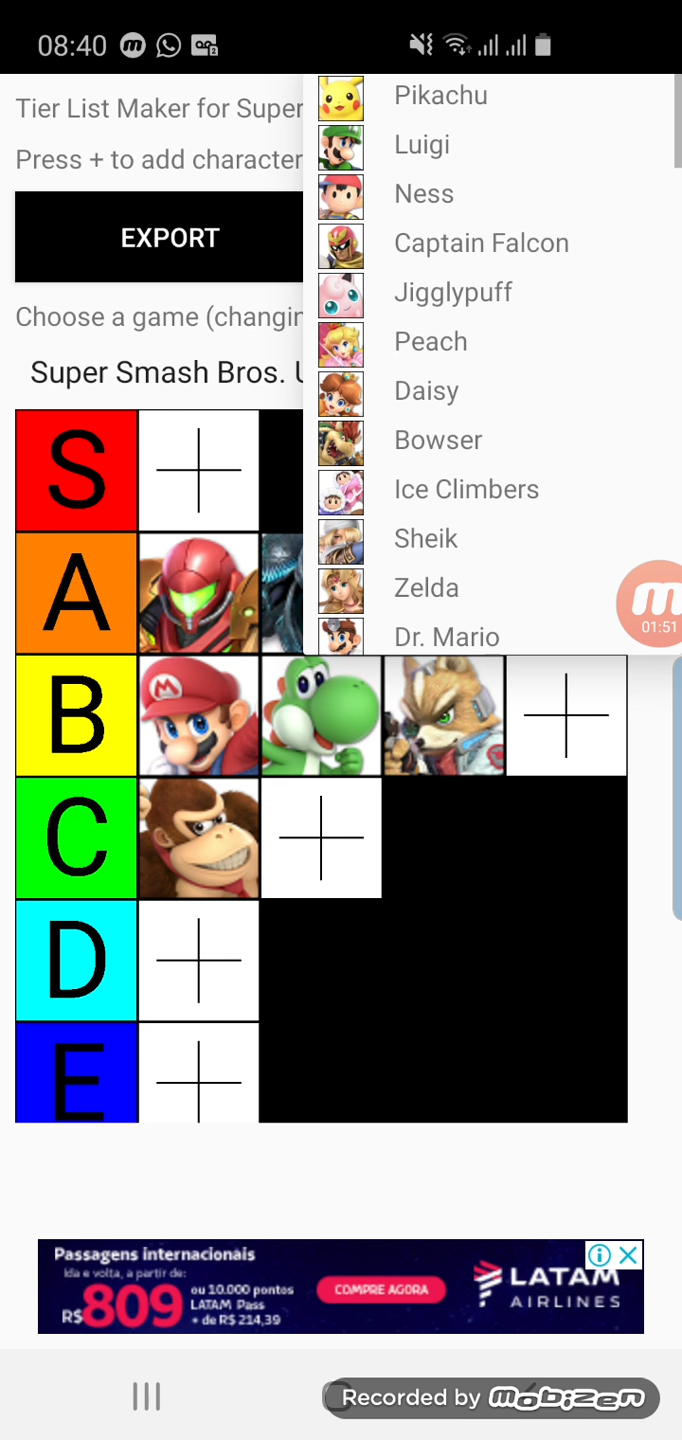 08:40
Tier List Maker for Super
Press + to add character
EXPORT
Choose a game (changin
Super Smash Bros. U
Pikachu
Luigi
Ness
Captain Falcon
Jigglypuff
Peach
Daisy
Bowser
Ice Climbers
Sheik
Zelda
Dr. Mario
01:51
S
A
B
C
D
E
Passagens internacionais
Ida e volta, a partir de:
R$809
ou 10.000 pontos
LATAM Pass
+ de R$ 214,39
COMPRE AGORA
LATAM
AIRLINES
Recorded by mobizen